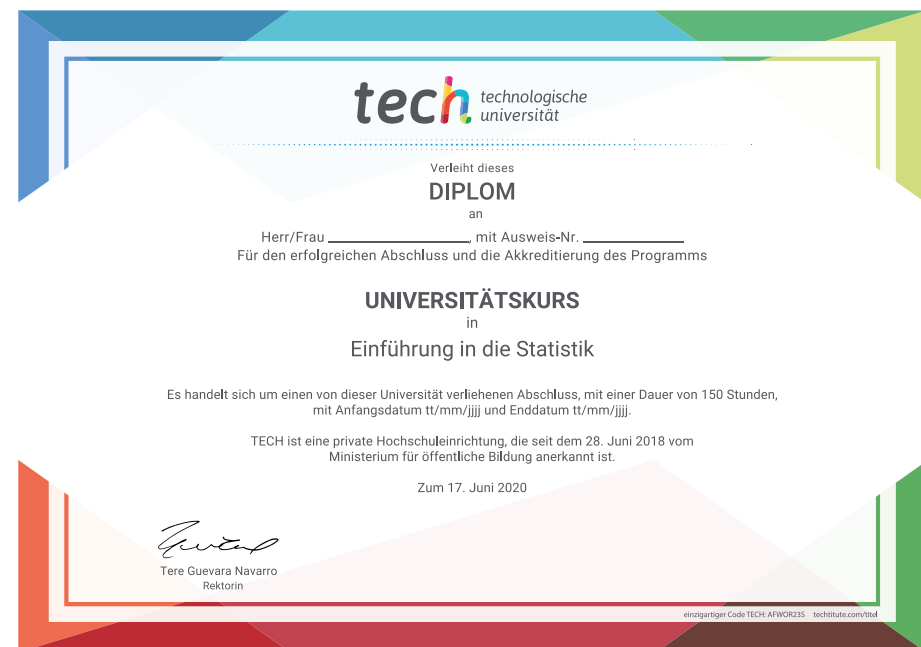 tech technologische
universität
Verleiht dieses
DIPLOM
an
Herr/Frau ____________, mit Ausweis-Nr. ____________
Für den erfolgreichen Abschluss und die Akkreditierung des Programms
UNIVERSITÄTSKURS
in
Einführung in die Statistik
Es handelt sich um einen von dieser Universität verliehenen Abschluss, mit einer Dauer von 150 Stunden,
mit Anfangsdatum tt/mm/jjjj und Enddatum tt/mm/jjjj.
TECH ist eine private Hochschuleinrichtung, die seit dem 28. Juni 2018 vom
Ministerium für öffentliche Bildung anerkannt ist.
Zum 17. Juni 2020
Tere Guevara Navarro
Rektorin
einzigartiger Code TECH: AFWOR23S techtitute.com/titel